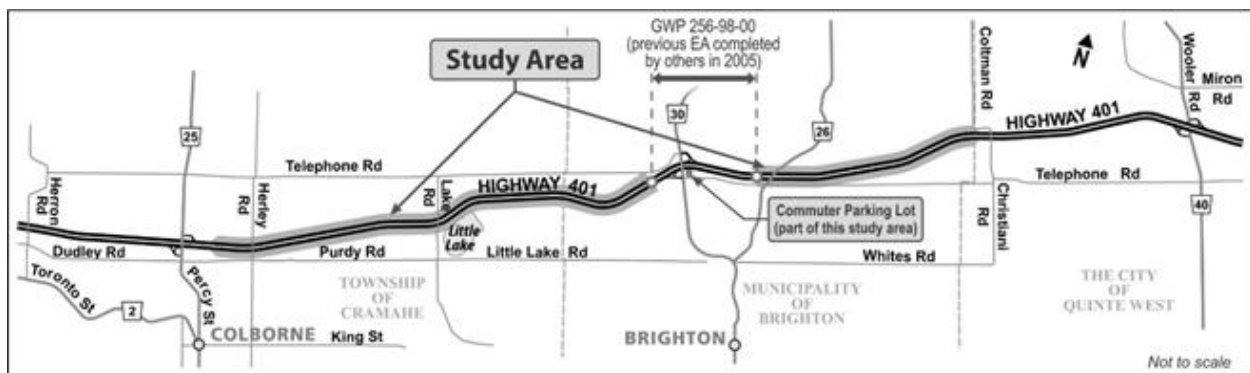 GWP 256-98-00
(previous EA completed
by others in 2005)
Study Area
N
Coltman Rd
Wooler Rd
Miron
Rd
25
30
26
HIGHWAY 401
Herron Rd
Telephone Rd
Herley Rd
Lake Rd
HIGHWAY 401
Little
Lake
Telephone Rd
Christiani Rd
40
Commuter Parking Lot
(part of this study area)
Dudley Rd
Purdy Rd
Little Lake Rd
Whites Rd
Toronto St
2
Percy St
TOWNSHIP
OF
CRAMAHE
MUNICIPALITY
OF
BRIGHTON
THE CITY
OF
QUINTE WEST
COLBORNE
King St
BRIGHTON
Not to scale